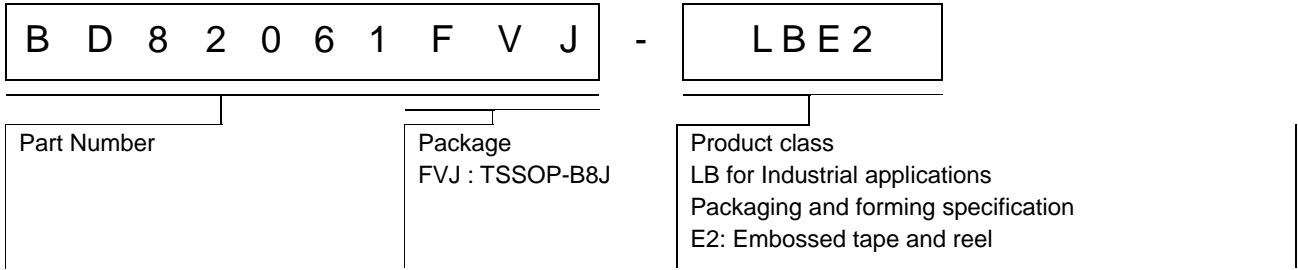 B D 8 2 0 6 1 F V J - L B E 2
Part Number
Package
FVJ : TSSOP-B8J
Product class
LB for Industrial applications
Packaging and forming specification
E2: Embossed tape and reel